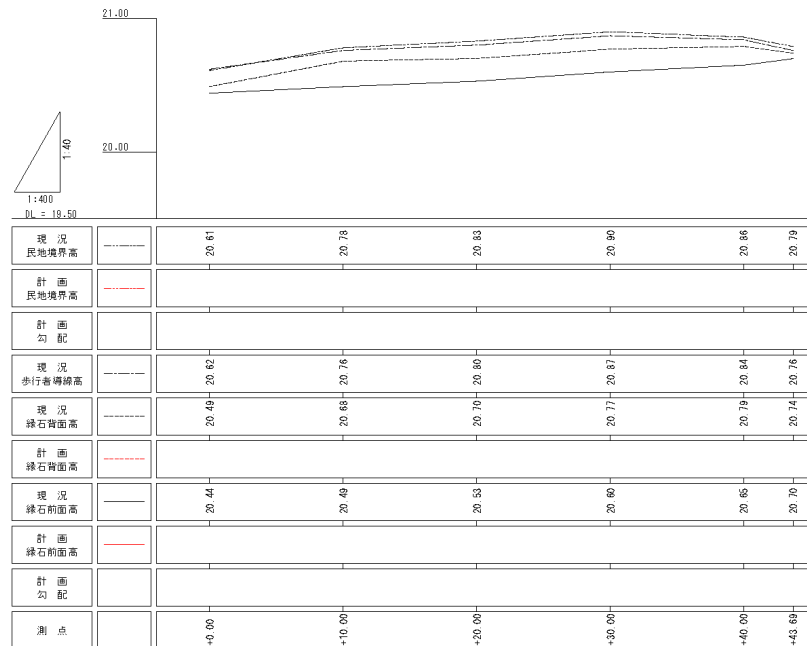 21.00
20.00
1:40
1:400
DL = 19.50
現 況
民地境界高
20.61 20.78 20.83 20.90 20.86 20.79
計 画
民地境界高
計 画
勾 配
現 況
歩行者導線高
20.62 20.76 20.80 20.87 20.84 20.76
現 況
縁石背面高
20.49 20.68 20.70 20.77 20.79 20.74
計 画
縁石背面高
現 況
縁石前面高
20.44 20.49 20.53 20.60 20.65 20.70
計 画
縁石前面高
計 画
勾 配
測 点
+0.00 +10.00 +20.00 +30.00 +40.00 +43.69